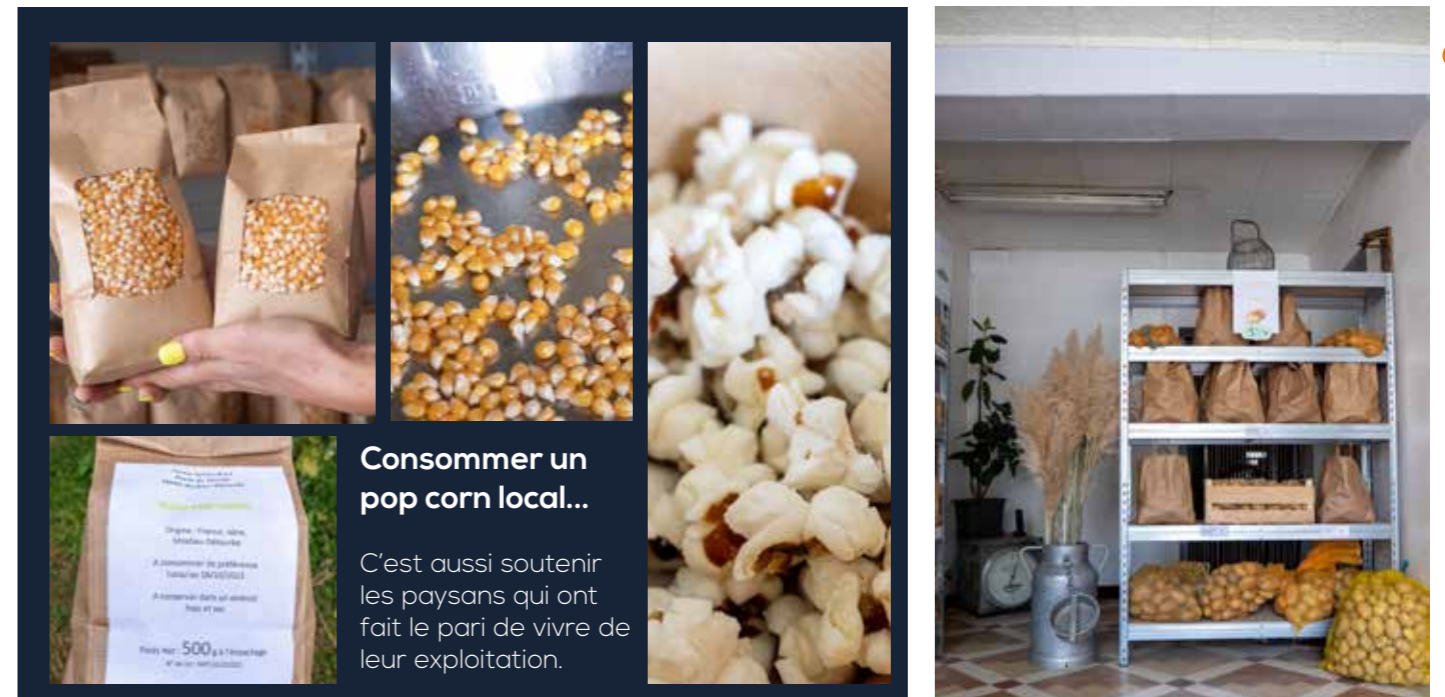 Consommer un
pop corn local...
C'est aussi soutenir
les paysans qui ont
fait le pari de vivre de
leur exploitation.
Origine : France, Isère,
A consommer de préférence
A conserver dans un endroit
frais et sec
Poids net : 500 g à l'empaquetage